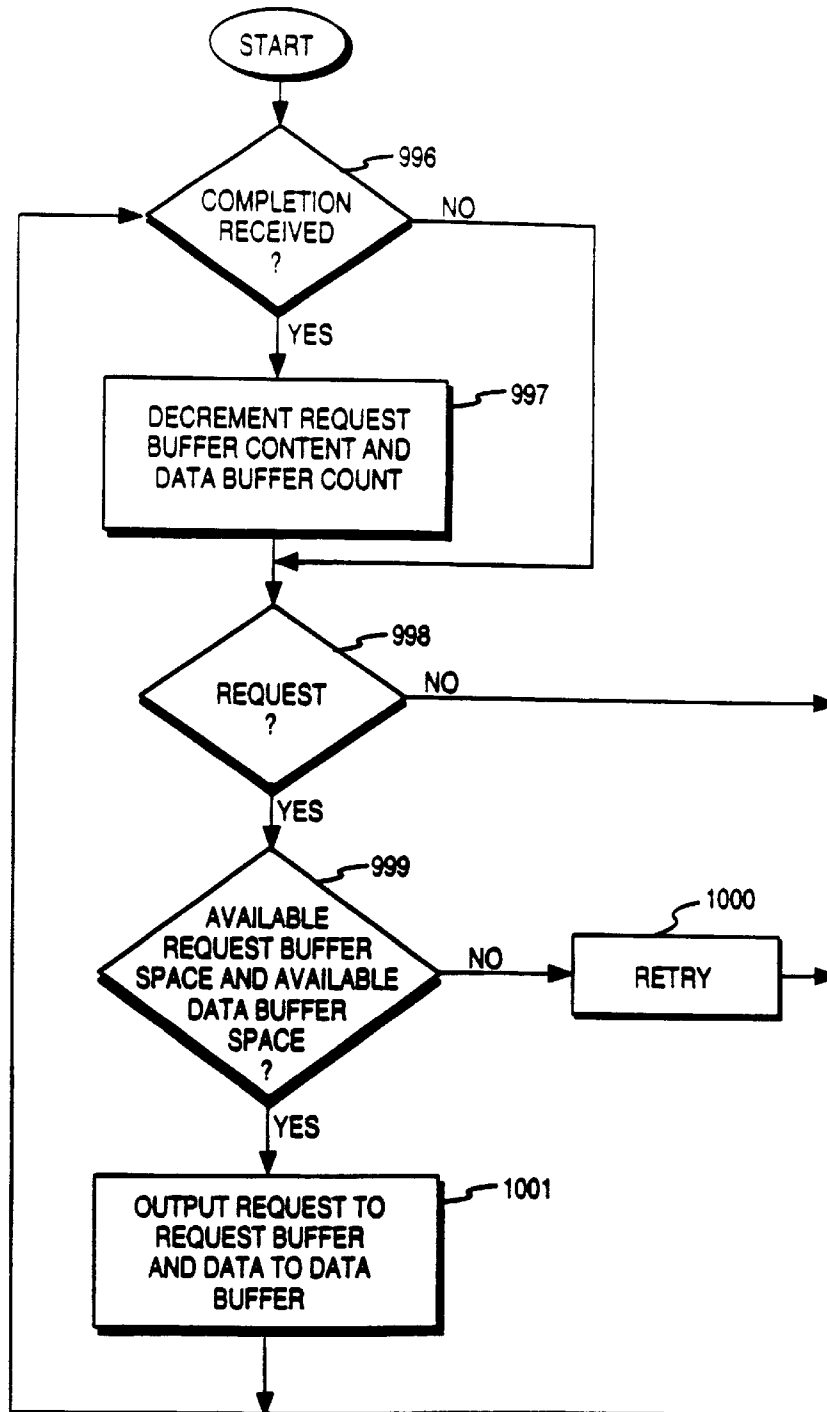 START
996
COMPLETION
RECEIVED
?
NO
YES
997
DECREMENT REQUEST
BUFFER CONTENT AND
DATA BUFFER COUNT
998
REQUEST
?
NO
YES
999
AVAILABLE
REQUEST BUFFER
SPACE AND AVAILABLE
DATA BUFFER
SPACE
?
NO
1000
RETRY
YES
1001
OUTPUT REQUEST TO
REQUEST BUFFER
AND DATA TO DATA
BUFFER